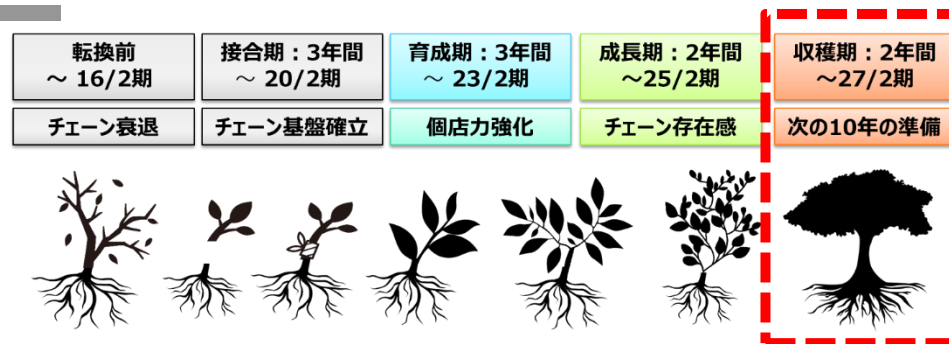 転換前
～ 16/2期
接合期：3年間
～ 20/2期
育成期：3年間
～ 23/2期
成長期：2年間
～25/2期
収穫期：2年間
～27/2期
チェーン衰退
チェーン基盤確立
個店力強化
チェーン存在感
次の10年の準備